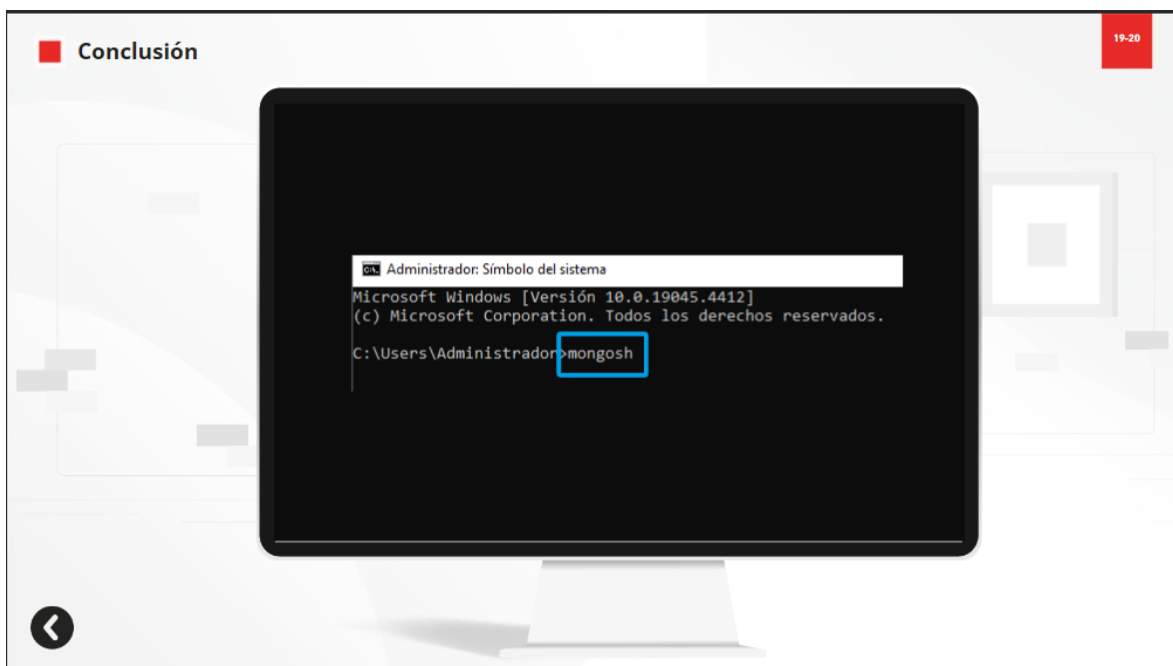 Conclusión
19-20
Administrador: Símbolo del sistema
Microsoft Windows [Versión 10.0.19045.4412]
(c) Microsoft Corporation. Todos los derechos reservados.
C:\Users\Administrador>mongosh